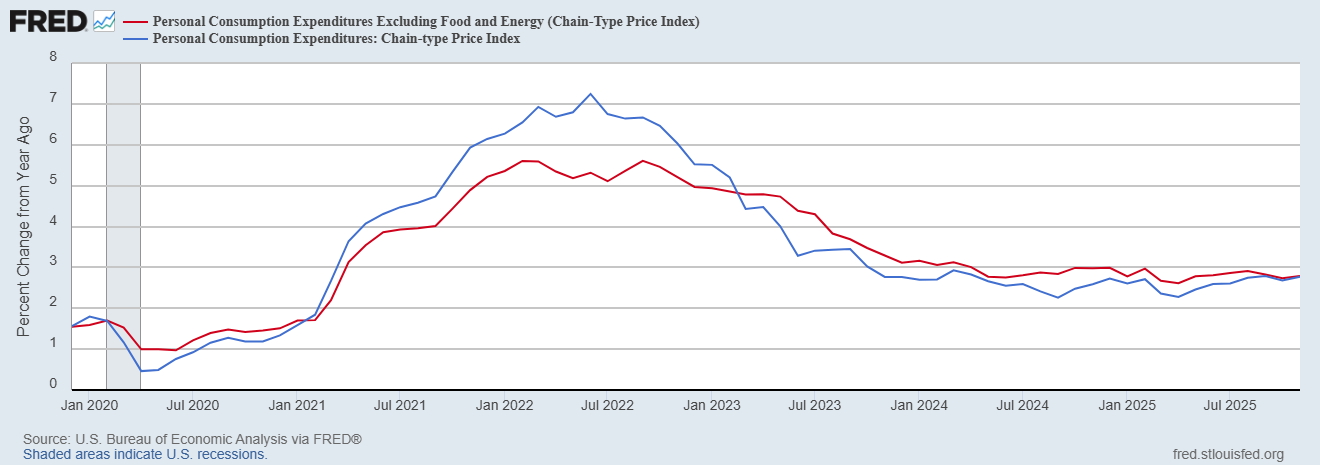 FRED
Personal Consumption Expenditures Excluding Food and Energy (Chain-Type Price Index)
Personal Consumption Expenditures: Chain-type Price Index
Percent Change from Year Ago
8
7
6
5
4
3
2
1
0
Jan 2020 Jul 2020 Jan 2021 Jul 2021 Jan 2022 Jul 2022 Jan 2023 Jul 2023 Jan 2024 Jul 2024 Jan 2025 Jul 2025
Source: U.S. Bureau of Economic Analysis via FRED®
Shaded areas indicate U.S. recessions.
fred.stlouisfed.org